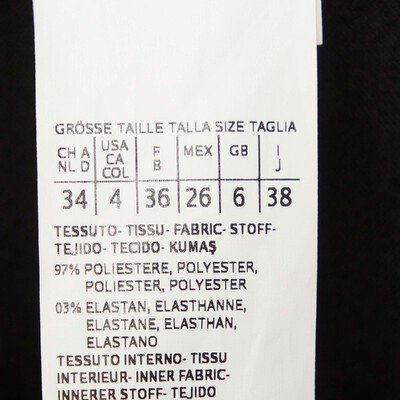 GRÖSSE TAILLE TALLA SIZE TAGLIA
CH A NL D USA CA COL F B MEX GB I J
34 4 36 26 6 38
TESSUTO- TISSU- FABRIC- STOFF-
TEJIDO- TECIDO- KUMAŞ
97% POLIESTERE, POLYESTER,
POLIESTER, POLYESTER
03% ELASTAN, ELASTHANNE,
ELASTANE, ELASTHAN,
ELASTANO
TESSUTO INTERNO- TISSU
INTERIEUR- INNER FABRIC-
INNERER STOFF- TEJIDO